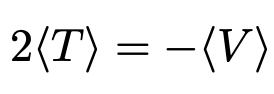 2⟨T⟩ = −⟨V⟩